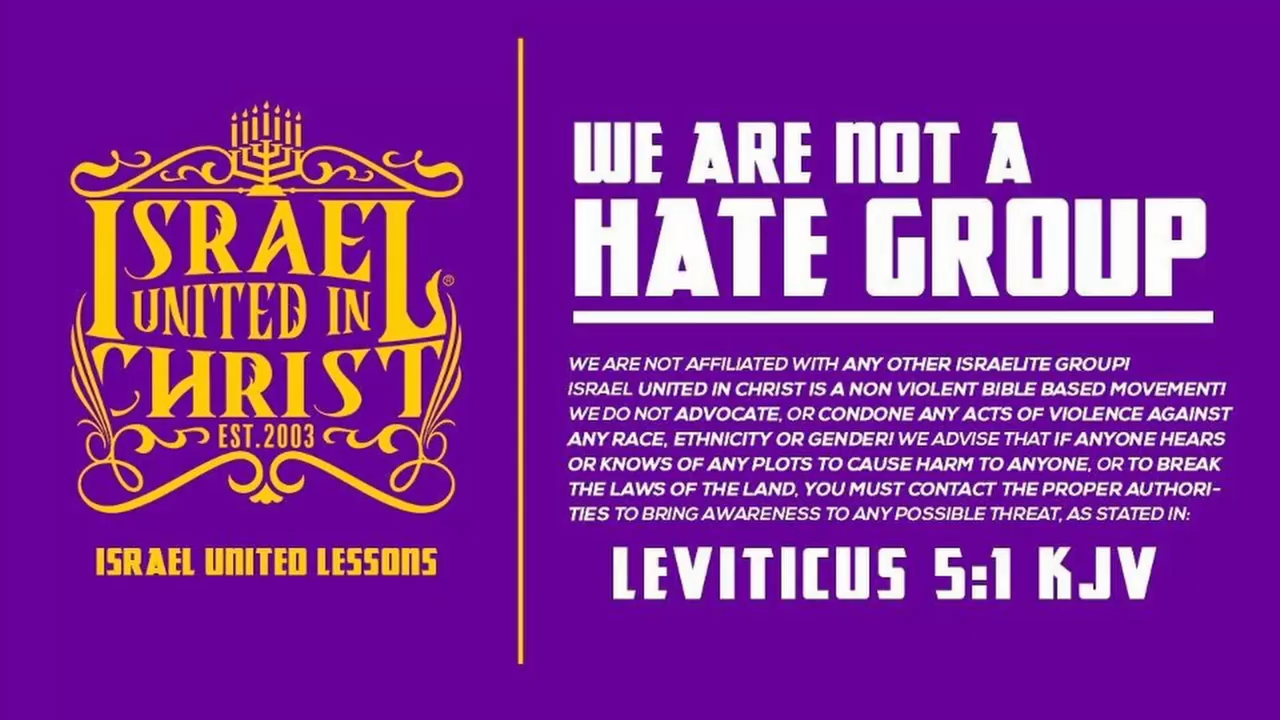 ISRAEL
UNITED IN
CHRIST
®
EST.2003
ISRAEL UNITED LESSONS
WE ARE NOT A
HATE GROUP
WE ARE NOT AFFILIATED WITH ANY OTHER ISRAELITE GROUP!
ISRAEL UNITED IN CHRIST IS A NON VIOLENT BIBLE BASED MOVEMENT!
WE DO NOT ADVOCATE, OR CONDONE ANY ACTS OF VIOLENCE AGAINST
ANY RACE, ETHNICITY OR GENDER! WE ADVISE THAT IF ANYONE HEARS
OR KNOWS OF ANY PLOTS TO CAUSE HARM TO ANYONE, OR TO BREAK
THE LAWS OF THE LAND, YOU MUST CONTACT THE PROPER AUTHORI-
TIES TO BRING AWARENESS TO ANY POSSIBLE THREAT, AS STATED IN:
LEVITICUS 5:1 KJV